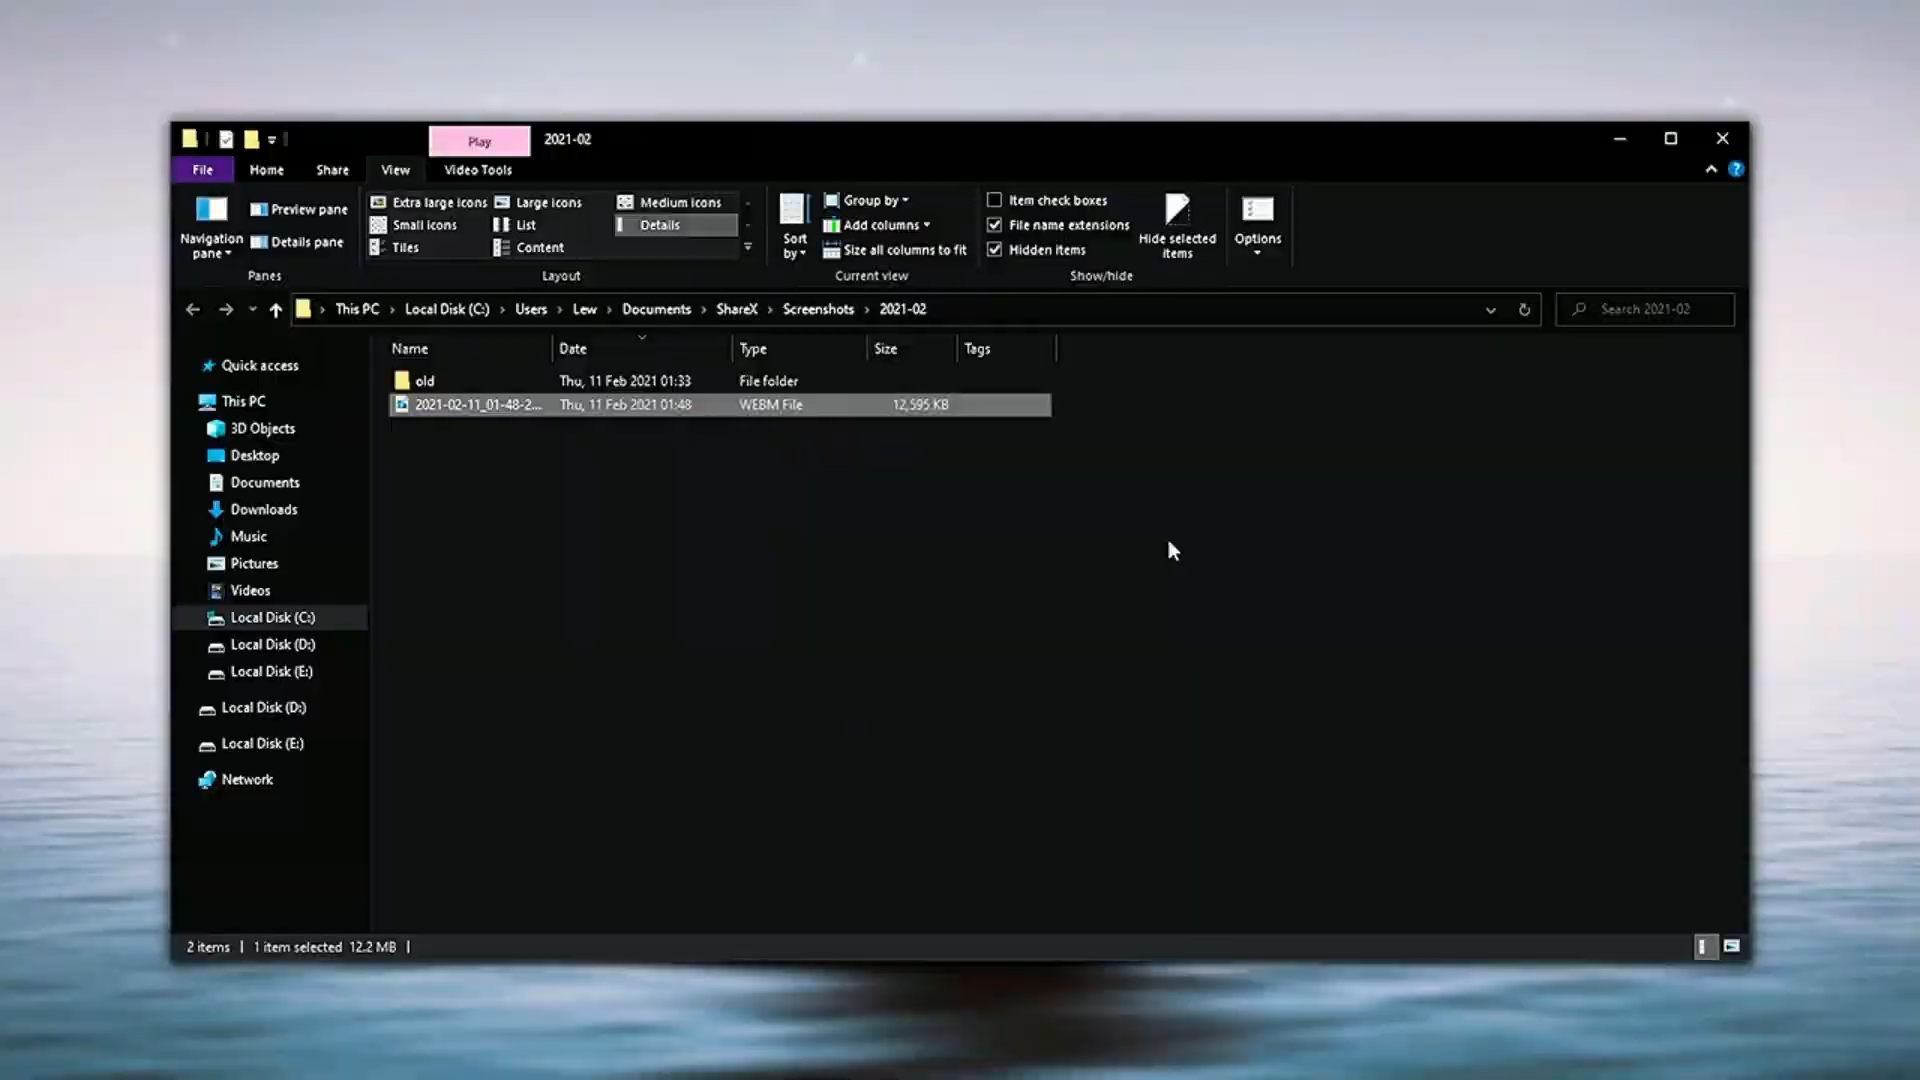 Play 2021-02
File Home Share View Video Tools
Navigation pane
Preview pane
Details pane
Panes
Extra large icons Large icons Medium icons
Small icons List Details
Tiles Content
Layout
Sort by
Group by
Add columns
Size all columns to fit
Current view
Item check boxes
File name extensions
Hidden items
Hide selected items
Show/hide
Options
This PC › Local Disk (C:) › Users › Lew › Documents › ShareX › Screenshots › 2021-02
Search 2021-02
Name Date Type Size Tags
old Thu, 11 Feb 2021 01:33 File folder
2021-02-11_01-48-2... Thu, 11 Feb 2021 01:48 WEBM File 12,595 KB
Quick access
This PC
3D Objects
Desktop
Documents
Downloads
Music
Pictures
Videos
Local Disk (C:)
Local Disk (D:)
Local Disk (E:)
Local Disk (D:)
Local Disk (E:)
Network
2 items | 1 item selected 12.2 MB |